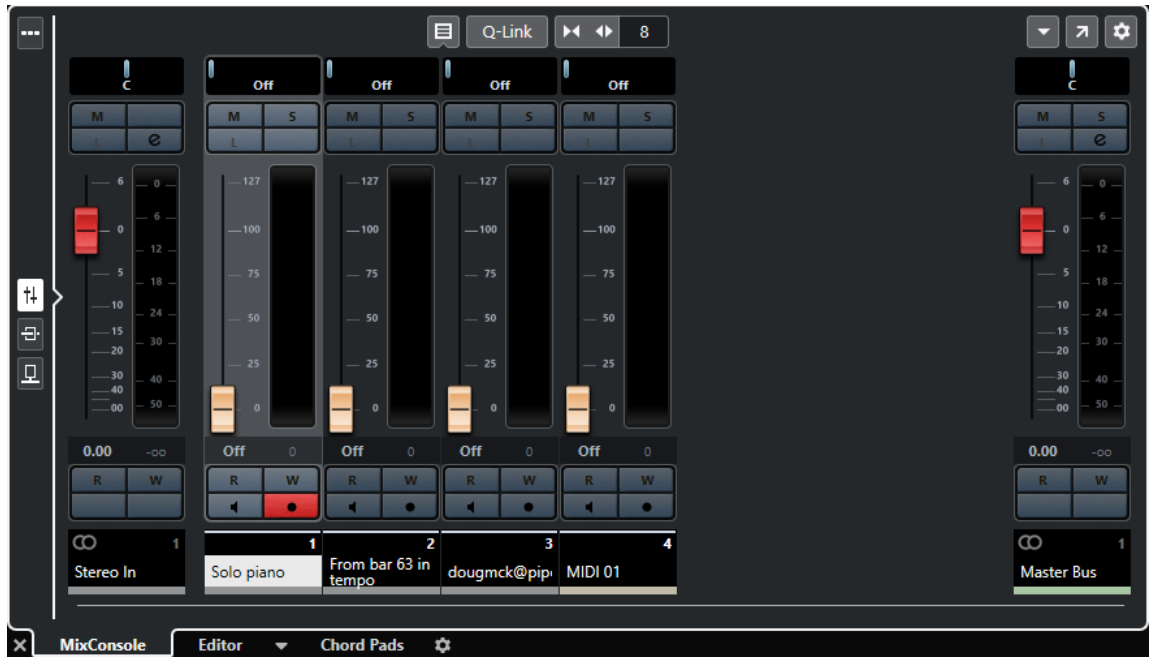 Q-Link 8
C Off Off Off Off C
M M S M S M S M S M S
L e L L L L L e
6 0 127 127 127 127 6 0
6 6
0 100 100 100 100 0
12 12
5 75 75 75 75 5
18 18
10 24 50 50 50 50 10 24
15 30 15 30
20 20
30 40 25 25 25 25 30 40
40 40
00 50 0 0 0 0 00 50
0.00 -oo Off 0 Off 0 Off 0 Off 0 0.00 -oo
R W R W R W R W R W R W
1 1 2 3 4 1
Stereo In Solo piano From bar 63 in dougmck@pip MIDI 01 Master Bus
tempo
MixConsole Editor Chord Pads